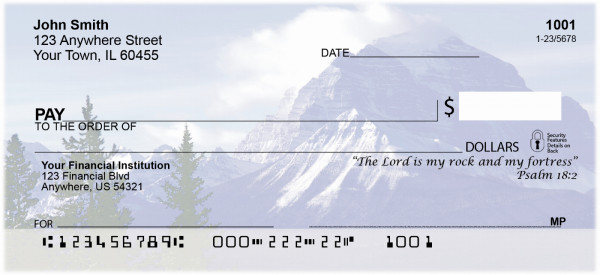 John Smith
1001
123 Anywhere Street
1-23/5678
Your Town, IL 60455
DATE
PAY
$
TO THE ORDER OF
DOLLARS
Security
Features
Details on
Back
Your Financial Institution
123 Financial Blvd
Anywhere, US 54321
"The Lord is my rock and my fortress"
Psalm 18:2
FOR
MP
⑆123456789⑆ 000⑉222⑉22⑈ 1001